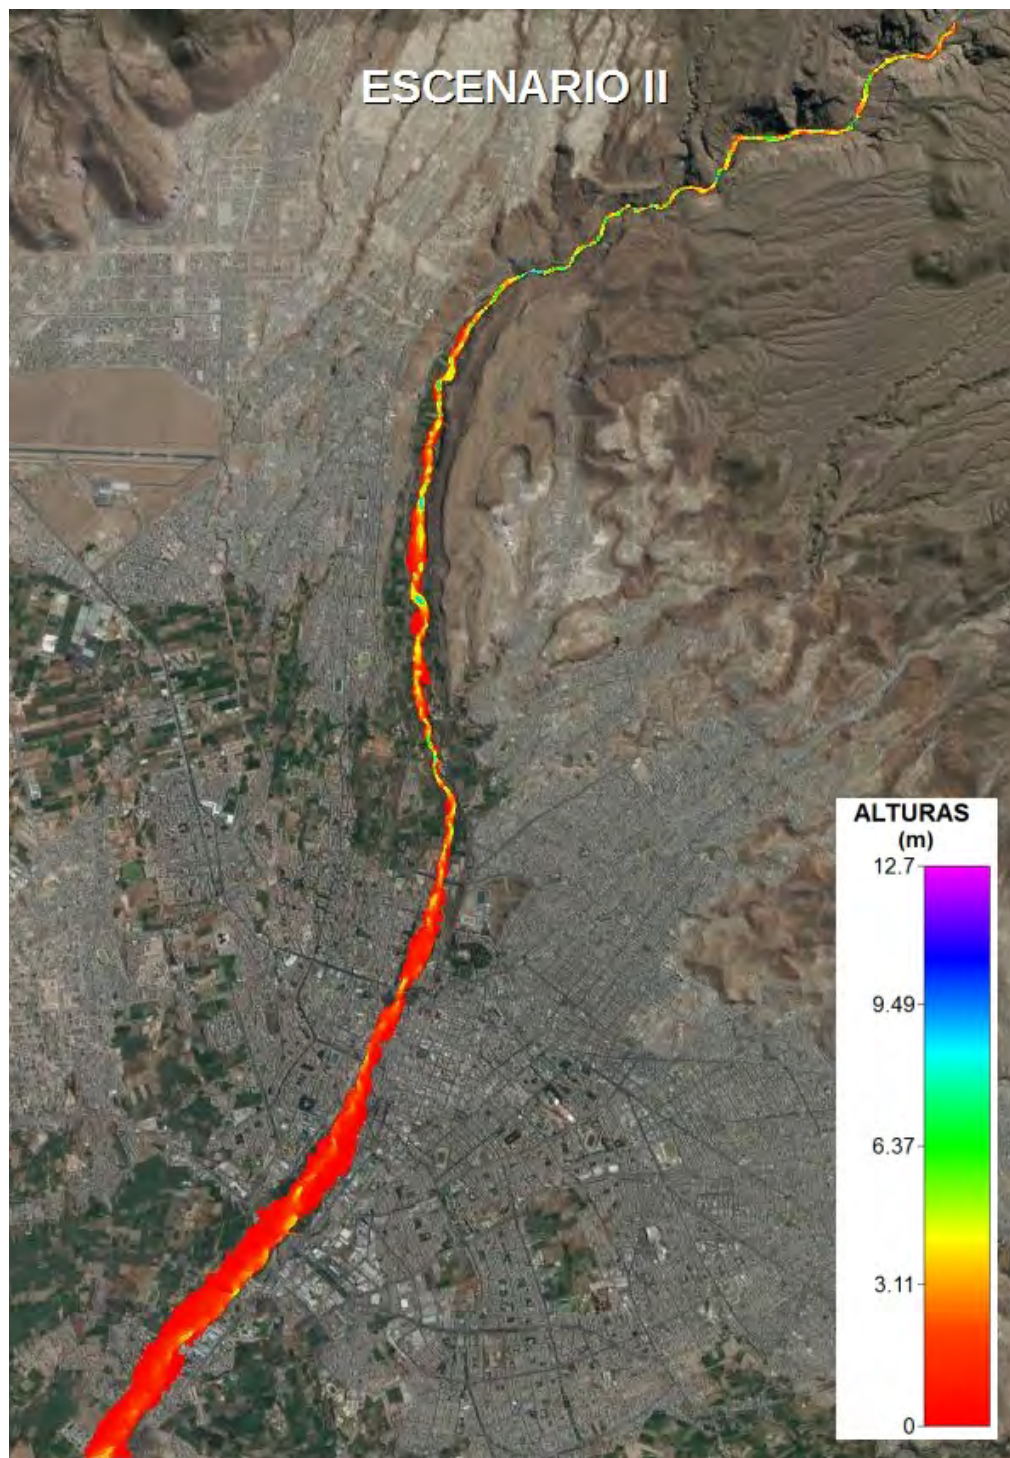 ESCENARIO II
ALTURAS
(m)
12.7
9.49
6.37
3.11
0